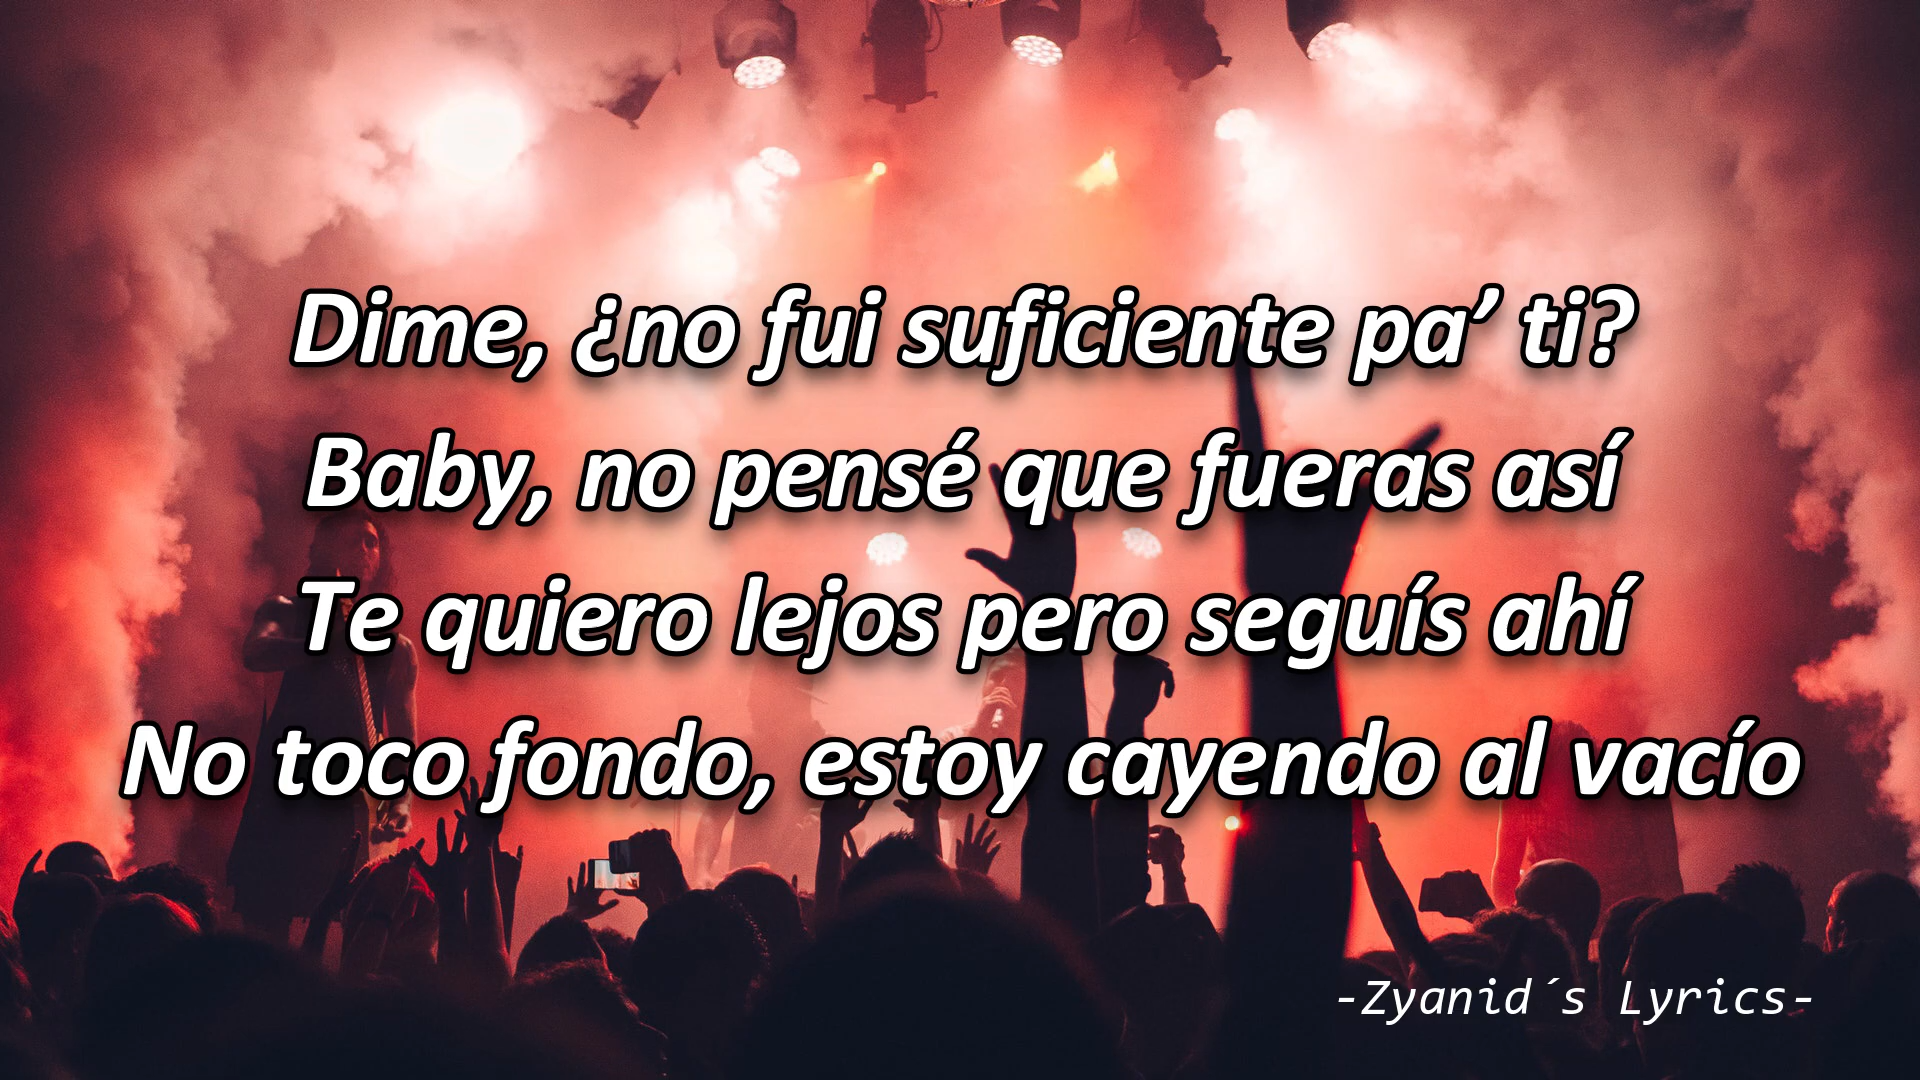 Dime, ¿no fui suficiente pa’ ti?
Baby, no pensé que fueras así
Te quiero lejos pero seguís ahí
No toco fondo, estoy cayendo al vacío
-Zyanid´s Lyrics-